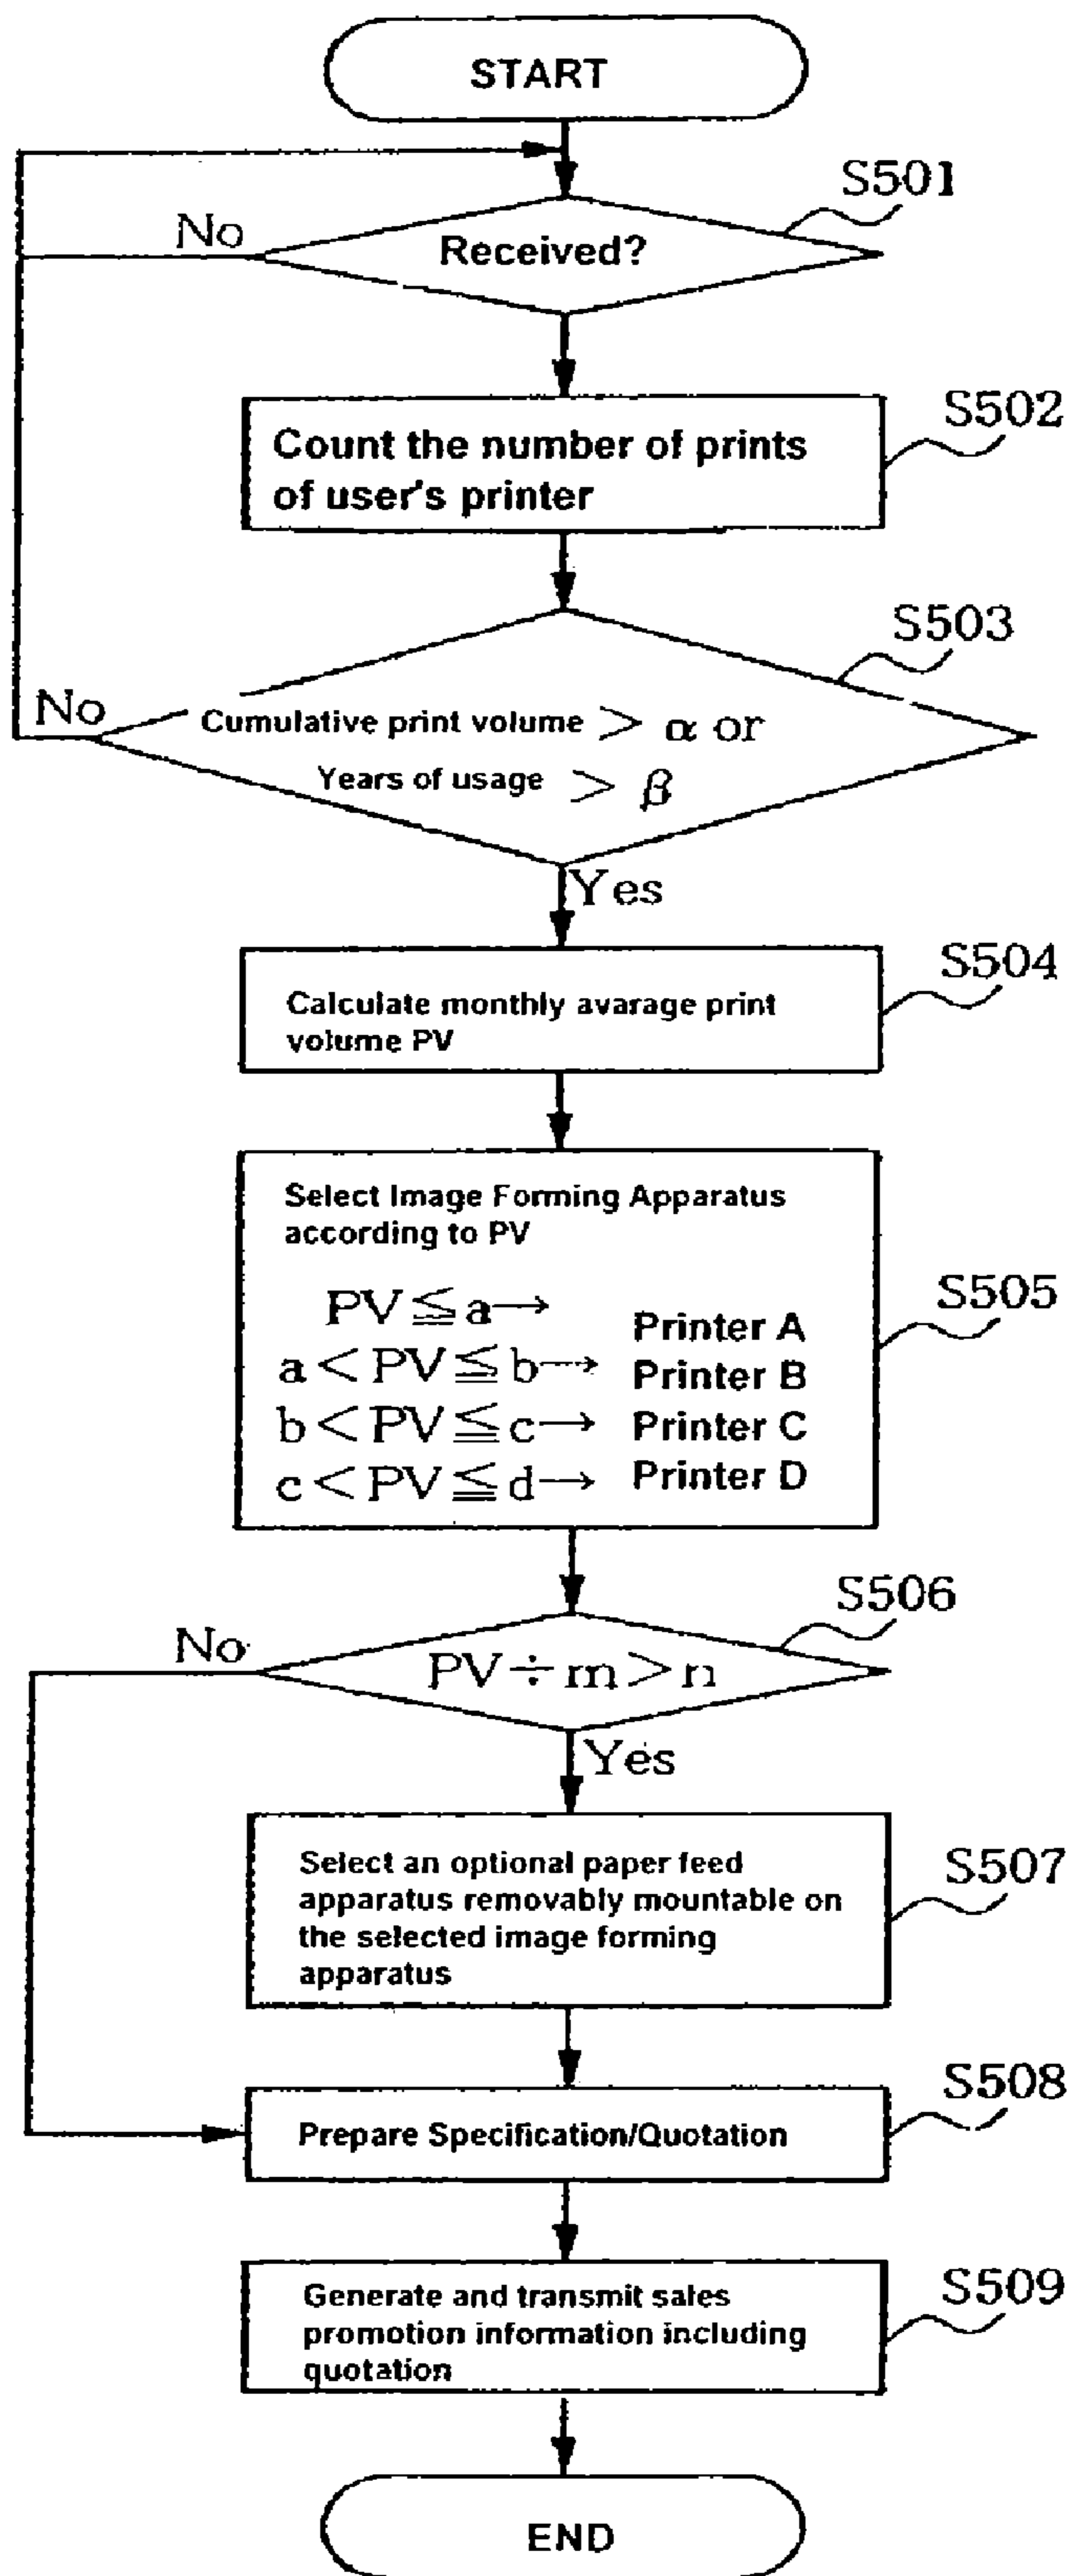 START
S501
No
Received?
S502
Count the number of prints
of user's printer
S503
No
Cumulative print volume > α or
Years of usage > β
Yes
S504
Calculate monthly avarage print
volume PV
S505
Select Image Forming Apparatus
according to PV
PV ≦ a→ Printer A
a < PV ≦ b→ Printer B
b < PV ≦ c→ Printer C
c < PV ≦ d→ Printer D
S506
No
PV ÷ m > n
Yes
S507
Select an optional paper feed
apparatus removably mountable on
the selected image forming
apparatus
S508
Prepare Specification/Quotation
S509
Generate and transmit sales
promotion information including
quotation
END